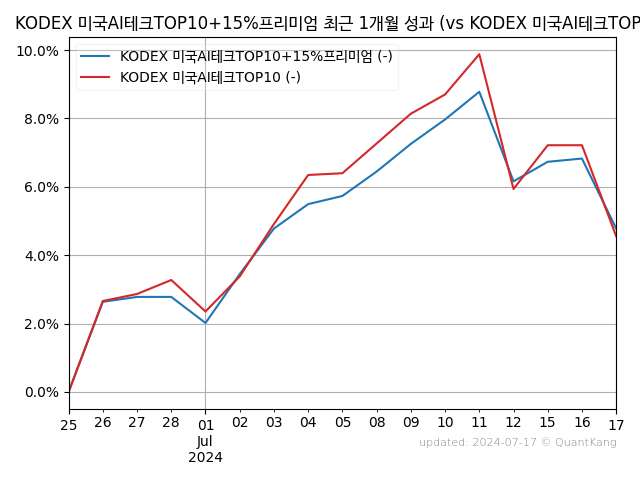 KODEX 미국AI테크TOP10+15%프리미엄 최근 1개월 성과 (vs KODEX 미국AI테크TOP
KODEX 미국AI테크TOP10+15%프리미엄 (-)
KODEX 미국AI테크TOP10 (-)
10.0%
8.0%
6.0%
4.0%
2.0%
0.0%
25 26 27 28 01 02 03 04 05 08 09 10 11 12 15 16 17
Jul
2024
updated: 2024-07-17 © QuantKang